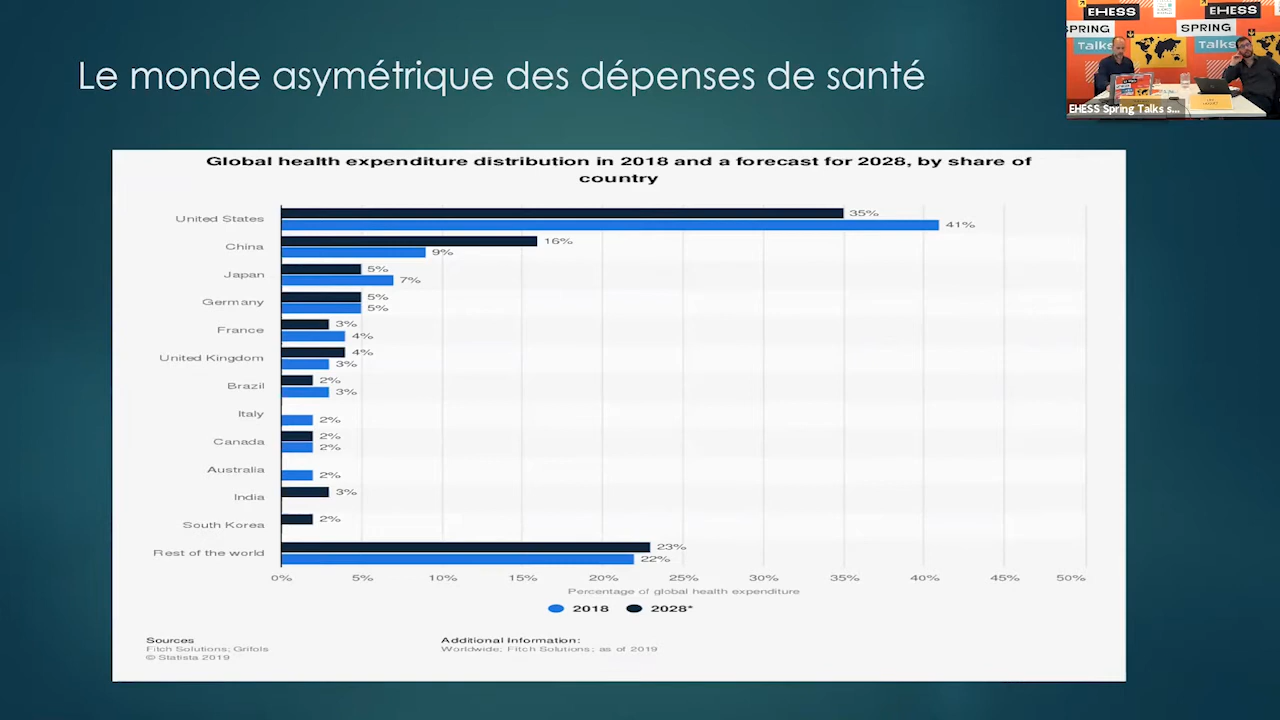 Le monde asymétrique des dépenses de santé
EHESS
EHESS
SPRING
SPRING
Talks
Talks
EHESS Spring Talks s...
Global health expenditure distribution in 2018 and a forecast for 2028, by share of
country
United States
35%
41%
China
16%
9%
Japan
5%
7%
Germany
5%
5%
France
3%
4%
United Kingdom
4%
3%
Brazil
2%
3%
Italy
2%
Canada
2%
2%
Australia
2%
India
3%
South Korea
2%
Rest of the world
23%
22%
0% 5% 10% 15% 20% 25% 30% 35% 40% 45% 50%
Percentage of global health expenditure
2018 2028*
Sources
Fitch Solutions; Grifols
© Statista 2019
Additional Information:
Worldwide; Fitch Solutions; as of 2019